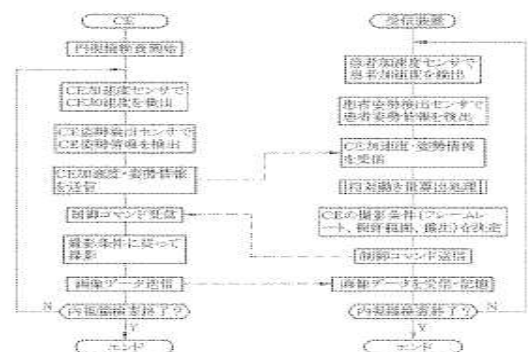 CE
内視鏡検査開始
CE加速度センサで
CE加速度を検出
CE姿勢検出センサで
CE姿勢情報を検出
CE加速度・姿勢情報
を送信
制御コマンド受信
撮影条件に従って
撮影
画像データ送信
内視鏡検査終了?
N
Y
エンド
受信装置
患者加速度センサで
患者加速度を検出
患者姿勢検出センサで
患者姿勢情報を検出
CE加速度・姿勢情報
を受信
相対動き量算出処理
CEの撮影条件(フレームレ
ート、視野範囲、露出)を決定
制御コマンド送信
画像データを受信・記憶
内視鏡検査終了?
N
Y
エンド